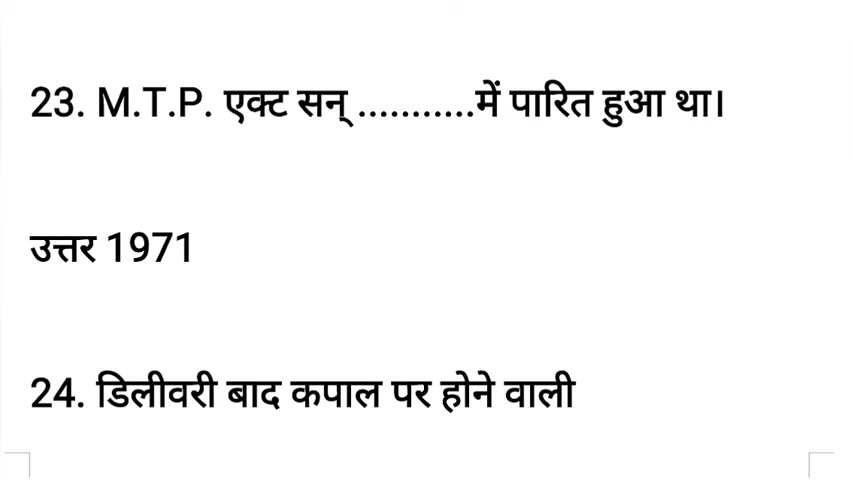 23. M.T.P. एक्ट सन् ...........में पारित हुआ था।
उत्तर 1971
24. डिलीवरी बाद कपाल पर होने वाली